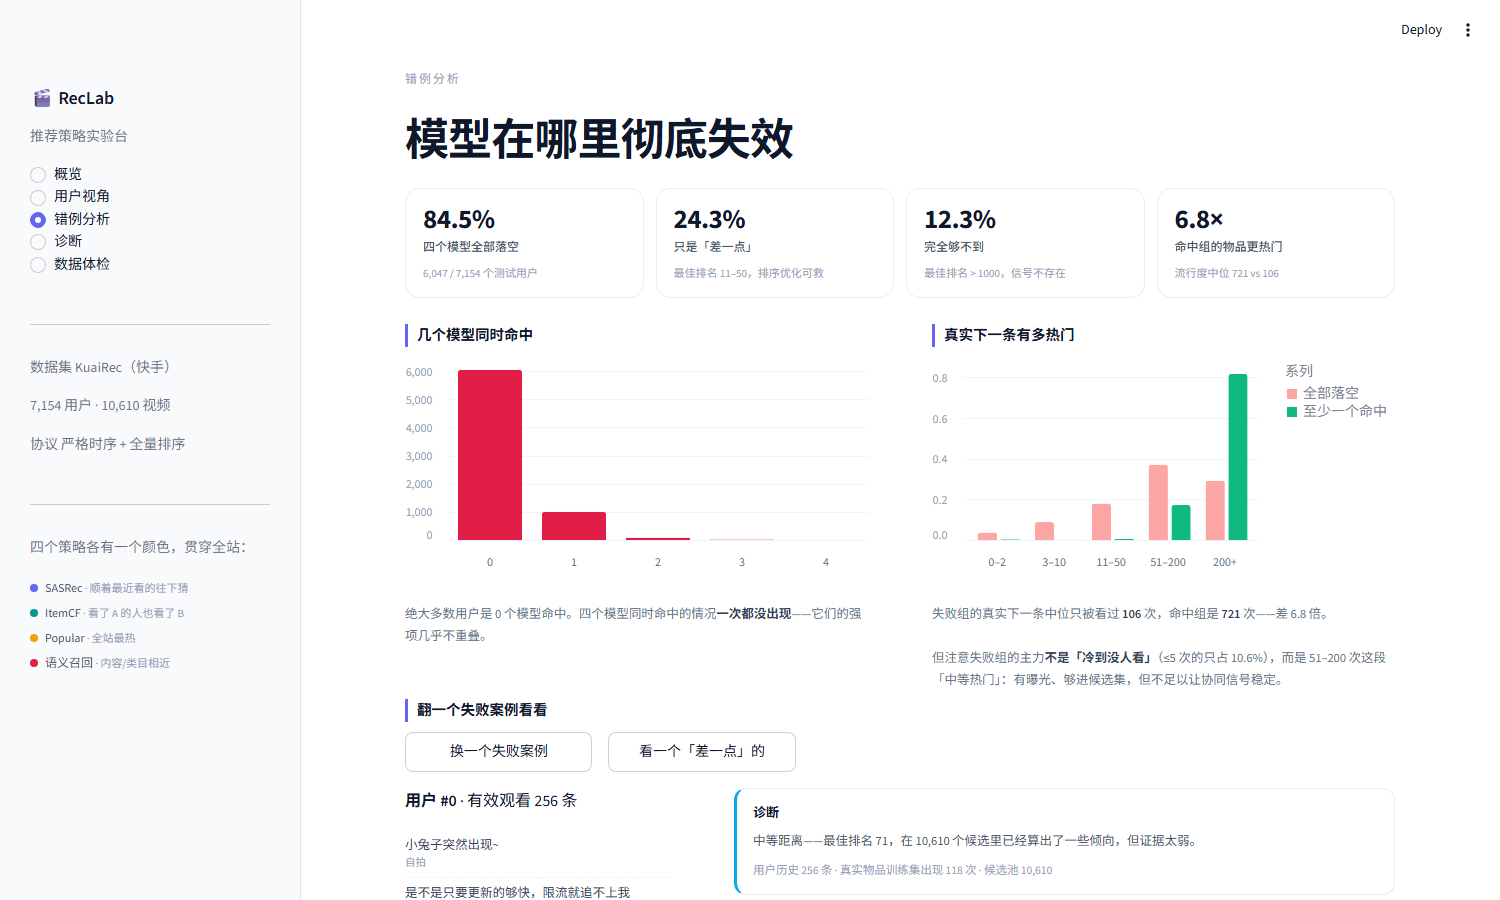 Deploy
RecLab
推荐策略实验台
概览
用户视角
错例分析
诊断
数据体检
数据集 KuaiRec（快手）
7,154 用户 · 10,610 视频
协议 严格时序 + 全量排序
四个策略各有一个颜色，贯穿全站：
SASRec · 顺着最近看的往下猜
ItemCF · 看了 A 的人也看了 B
Popular · 全站最热
语义召回 · 内容/类目相近
错例分析
模型在哪里彻底失效
84.5%
四个模型全部落空
6,047 / 7,154 个测试用户
24.3%
只是「差一点」
最佳排名 11–50，排序优化可救
12.3%
完全够不到
最佳排名 > 1000，信号不存在
6.8×
命中组的物品更热门
流行度中位 721 vs 106
几个模型同时命中
6,000
5,000
4,000
3,000
2,000
1,000
0
0
1
2
3
4
绝大多数用户是 0 个模型命中。四个模型同时命中的情况一次都没出现——它们的强
项几乎不重叠。
真实下一条有多热门
0.8
0.6
0.4
0.2
0.0
0–2
3–10
11–50
51–200
200+
系列
全部落空
至少一个命中
失败组的真实下一条中位只被看过 106 次，命中组是 721 次——差 6.8 倍。
但注意失败组的主力不是「冷到没人看」（≤5 次的只占 10.6%），而是 51–200 次这段
「中等热门」：有曝光、够进候选集，但不足以让协同信号稳定。
翻一个失败案例看看
换一个失败案例
看一个「差一点」的
用户 #0 · 有效观看 256 条
小兔子突然出现~
自拍
是不是只要更新的够快，限流就追不上我
诊断
中等距离——最佳排名 71，在 10,610 个候选里已经算出了一些倾向，但证据太弱。
用户历史 256 条 · 真实物品训练集出现 118 次 · 候选池 10,610